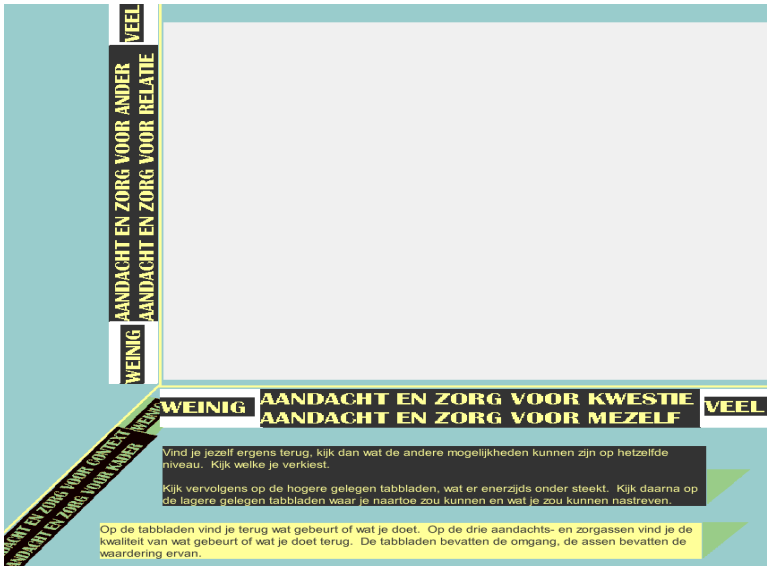 VEEL
AANDACHT EN ZORG VOOR ANDER
AANDACHT EN ZORG VOOR RELATIE
WEINIG
WEINIG
AANDACHT EN ZORG VOOR KWESTIE
AANDACHT EN ZORG VOOR MEZELF
VEEL
WEINIG
EN ZORG VOOR CONTEXT
EN ZORG VOOR KADER
Vind je jezelf ergens terug, kijk dan wat de andere mogelijkheden kunnen zijn op hetzelfde
niveau. Kijk welke je verkiest.
Kijk vervolgens op de hogere gelegen tabbladen, wat er enerzijds onder steekt. Kijk daarna op
de lagere gelegen tabbladen waar je naartoe zou kunnen en wat je zou kunnen nastreven.
Op de tabbladen vind je terug wat gebeurt of wat je doet. Op de drie aandachts- en zorgassen vind je de
kwaliteit van wat gebeurt of wat je doet terug. De tabbladen bevatten de omgang, de assen bevatten de
waardering ervan.